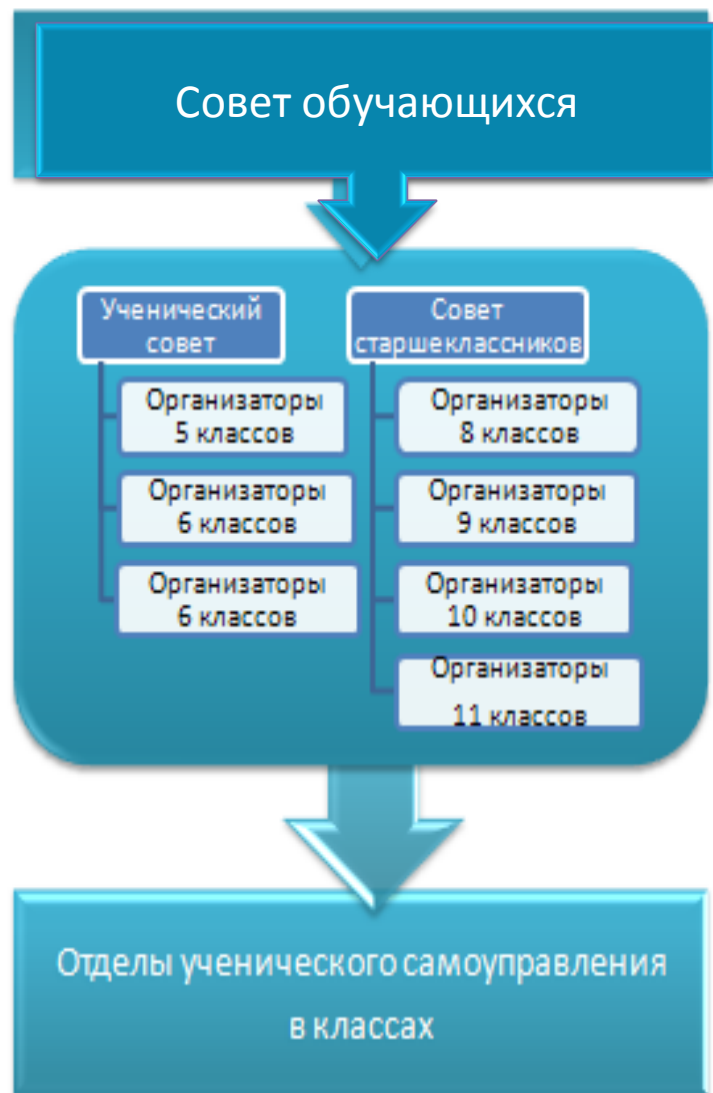 Совет обучающихся
Ученический
совет
Организаторы
5 классов
Организаторы
6 классов
Организаторы
6 классов
Совет
старшеклассников
Организаторы
8 классов
Организаторы
9 классов
Организаторы
10 классов
Организаторы
11 классов
Отделы ученического самоуправления
в классах